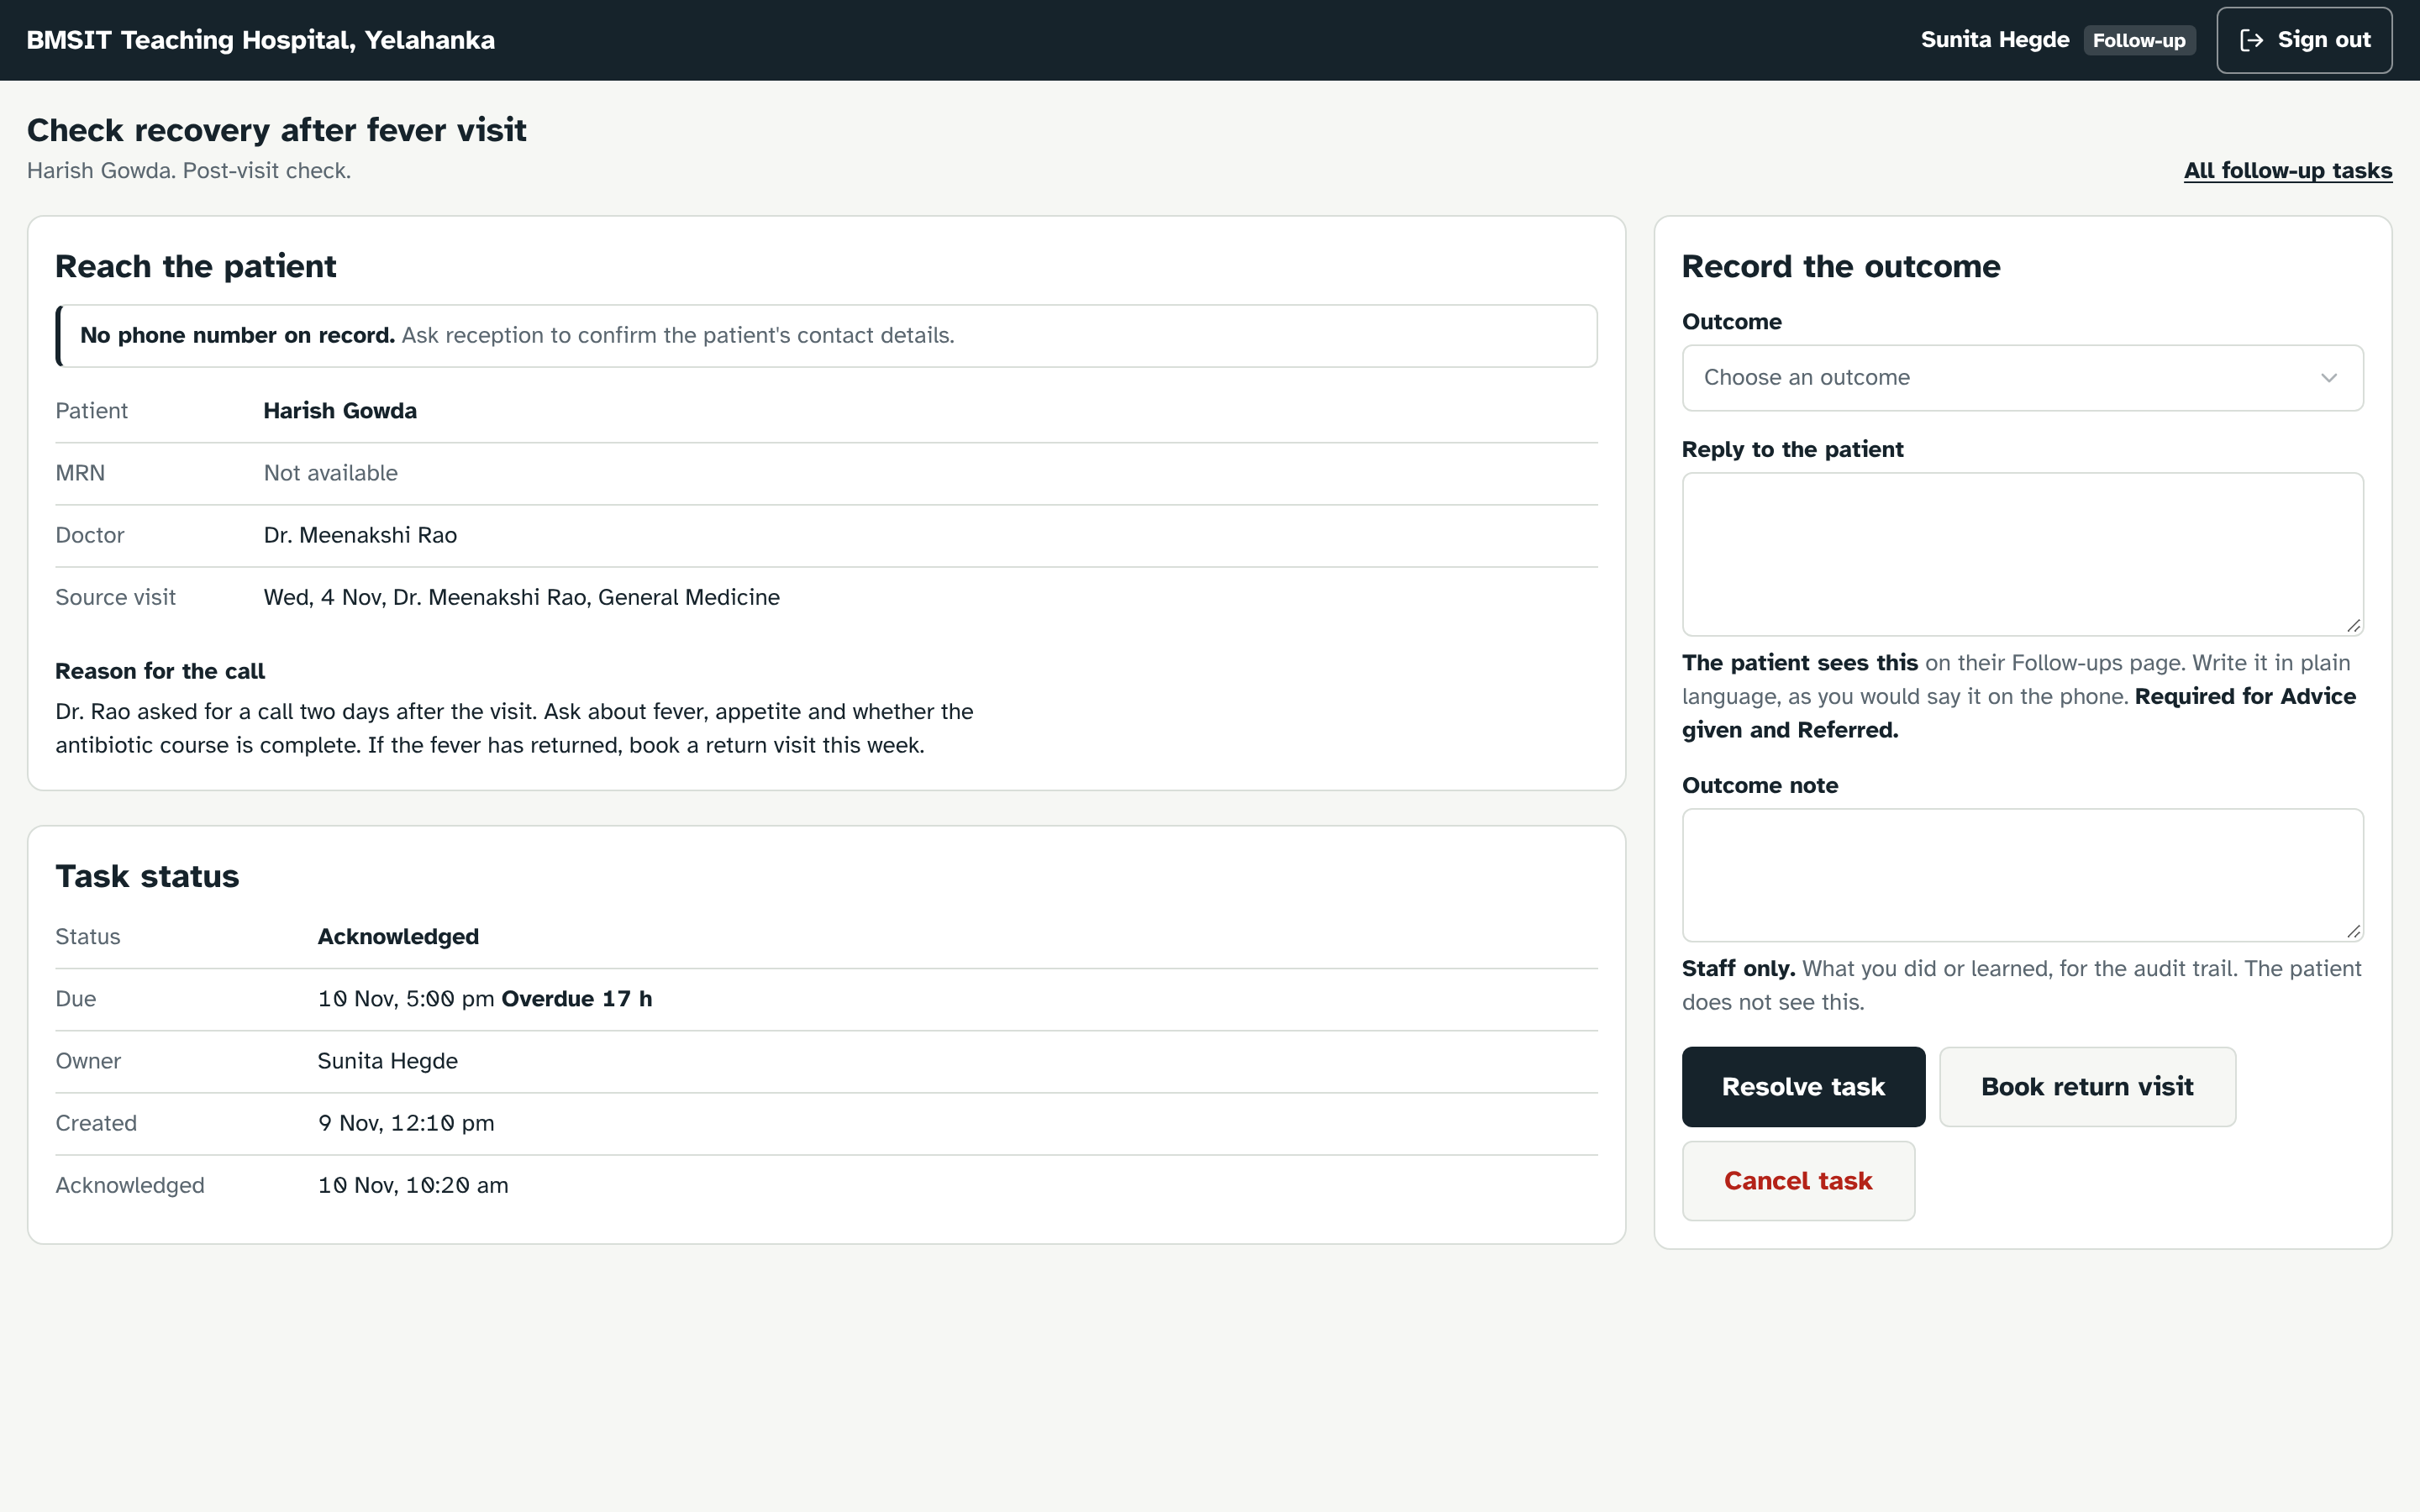 BMSIT Teaching Hospital, Yelahanka
Sunita Hegde Follow-up Sign out
Check recovery after fever visit
Harish Gowda. Post-visit check.
All follow-up tasks
Reach the patient
No phone number on record. Ask reception to confirm the patient's contact details.
Patient Harish Gowda
MRN Not available
Doctor Dr. Meenakshi Rao
Source visit Wed, 4 Nov, Dr. Meenakshi Rao, General Medicine
Reason for the call
Dr. Rao asked for a call two days after the visit. Ask about fever, appetite and whether the
antibiotic course is complete. If the fever has returned, book a return visit this week.
Task status
Status Acknowledged
Due 10 Nov, 5:00 pm Overdue 17 h
Owner Sunita Hegde
Created 9 Nov, 12:10 pm
Acknowledged 10 Nov, 10:20 am
Record the outcome
Outcome
Choose an outcome
Reply to the patient
The patient sees this on their Follow-ups page. Write it in plain
language, as you would say it on the phone. Required for Advice
given and Referred.
Outcome note
Staff only. What you did or learned, for the audit trail. The patient
does not see this.
Resolve task Book return visit
Cancel task